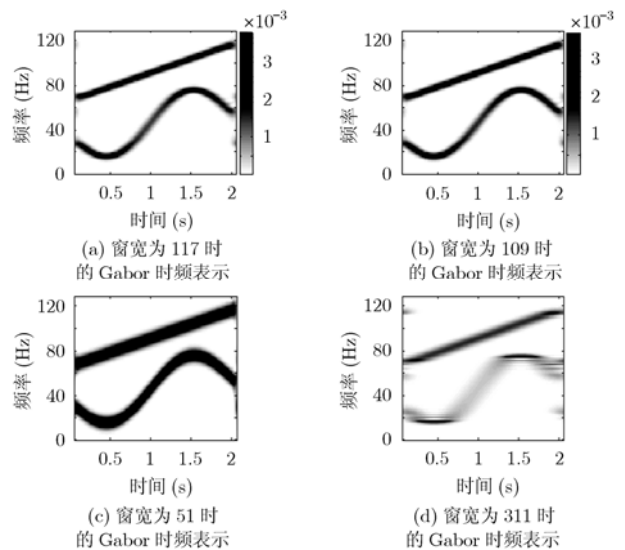 ×10⁻³
×10⁻³
120
80
40
0
频率 (Hz)
0.5
1
1.5
2
时间 (s)
3
2
1
120
80
40
0
频率 (Hz)
0.5
1
1.5
2
时间 (s)
3
2
1
(a) 窗宽为 117 时
的 Gabor 时频表示
(b) 窗宽为 109 时
的 Gabor 时频表示
120
80
40
0
频率 (Hz)
0.5
1
1.5
2
时间 (s)
120
80
40
0
频率 (Hz)
0.5
1
1.5
2
时间 (s)
(c) 窗宽为 51 时
的 Gabor 时频表示
(d) 窗宽为 311 时
的 Gabor 时频表示